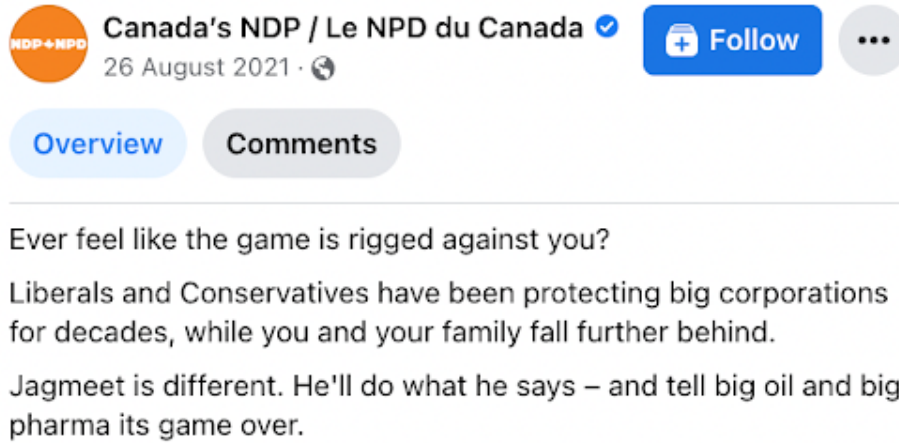 NDP NPD
Canada's NDP / Le NPD du Canada
Follow
26 August 2021 ·
Overview
Comments
Ever feel like the game is rigged against you?
Liberals and Conservatives have been protecting big corporations
for decades, while you and your family fall further behind.
Jagmeet is different. He'll do what he says – and tell big oil and big
pharma its game over.